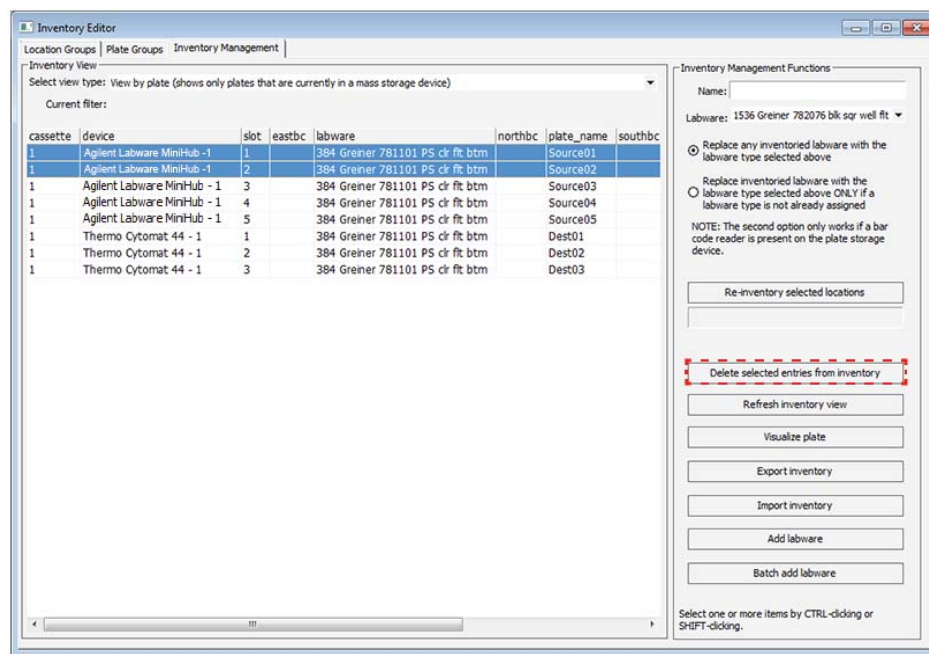 Inventory Editor
Location Groups Plate Groups Inventory Management
Inventory View
Select view type: View by plate (shows only plates that are currently in a mass storage device)
Current filter:
cassette device slot eastbc labware northbc plate_name southbc
1 Agilent Labware MiniHub -1 1 384 Greiner 781101 PS clr flt btm Source01
1 Agilent Labware MiniHub -1 2 384 Greiner 781101 PS clr flt btm Source02
1 Agilent Labware MiniHub - 1 3 384 Greiner 781101 PS clr flt btm Source03
1 Agilent Labware MiniHub - 1 4 384 Greiner 781101 PS clr flt btm Source04
1 Agilent Labware MiniHub - 1 5 384 Greiner 781101 PS clr flt btm Source05
1 Thermo Cytomat 44 - 1 1 384 Greiner 781101 PS clr flt btm Dest01
1 Thermo Cytomat 44 - 1 2 384 Greiner 781101 PS clr flt btm Dest02
1 Thermo Cytomat 44 - 1 3 384 Greiner 781101 PS clr flt btm Dest03
Inventory Management Functions
Name:
Labware: 1536 Greiner 782076 blk sqr well flt
Replace any inventoried labware with the
labware type selected above
Replace inventoried labware with the
labware type selected above ONLY if a
labware type is not already assigned
NOTE: The second option only works if a bar
code reader is present on the plate storage
device.
Re-inventory selected locations
Delete selected entries from inventory
Refresh inventory view
Visualize plate
Export inventory
Import inventory
Add labware
Batch add labware
Select one or more items by CTRL-clicking or
SHIFT-clicking.